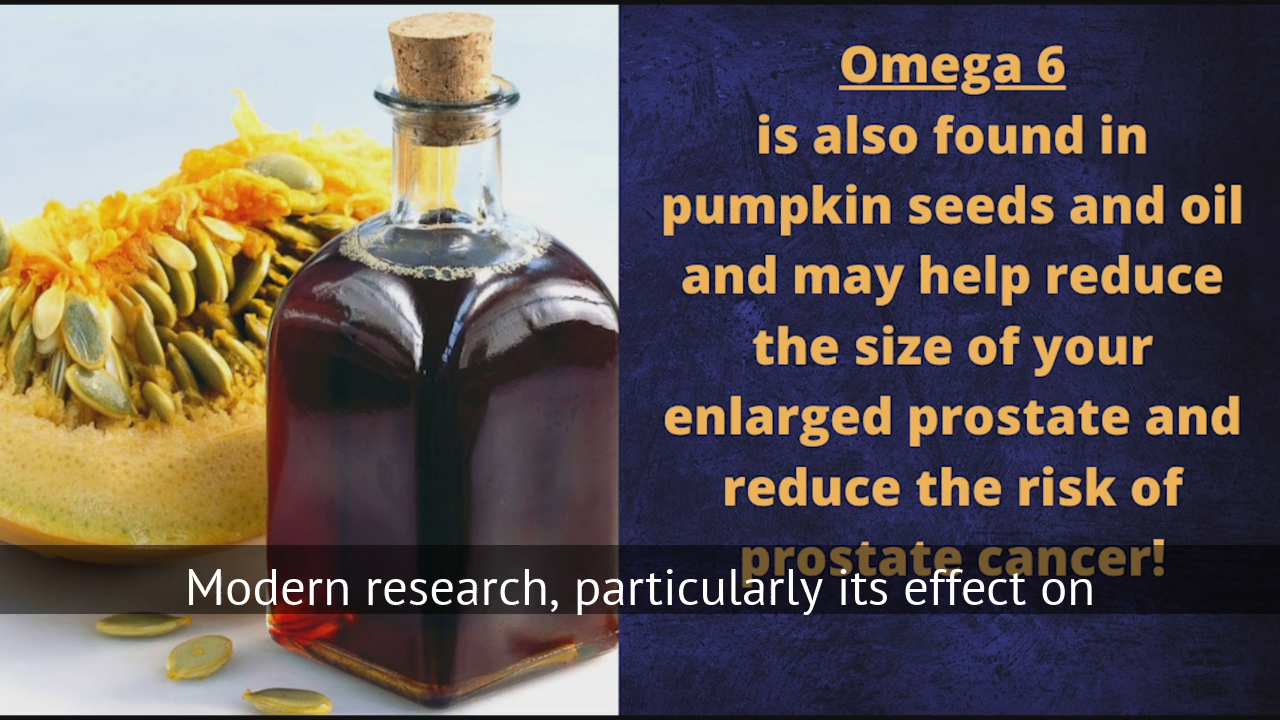 Omega 6
is also found in
pumpkin seeds and oil
and may help reduce
the size of your
enlarged prostate and
reduce the risk of
prostate cancer!
Modern research, particularly its effect on